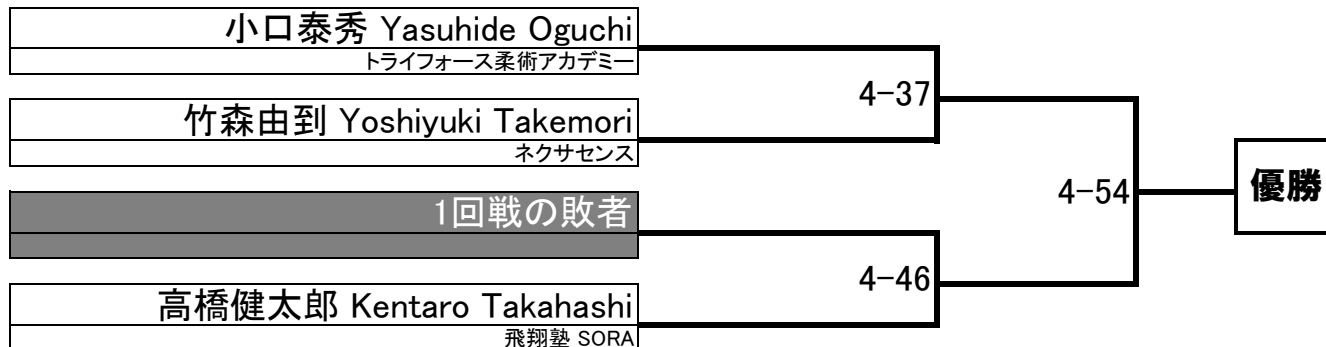 小口泰秀 Yasuhide Oguchi
トライフォース柔術アカデミー
4-37
竹森由到 Yoshiyuki Takemori
ネクサセンス
4-54
優勝
1回戦の敗者
4-46
高橋健太郎 Kentaro Takahashi
飛翔塾 SORA